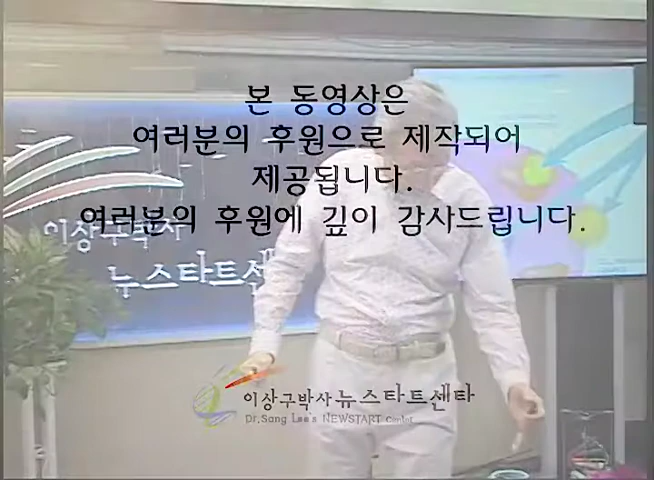 본 동영상은
여러분의 후원으로 제작되어
제공됩니다.
여러분의 후원에 깊이 감사드립니다.
이상구박사
뉴스타트센
이상구박사 뉴스타트센타
Dr.Sang Lee's NEWSTART Center